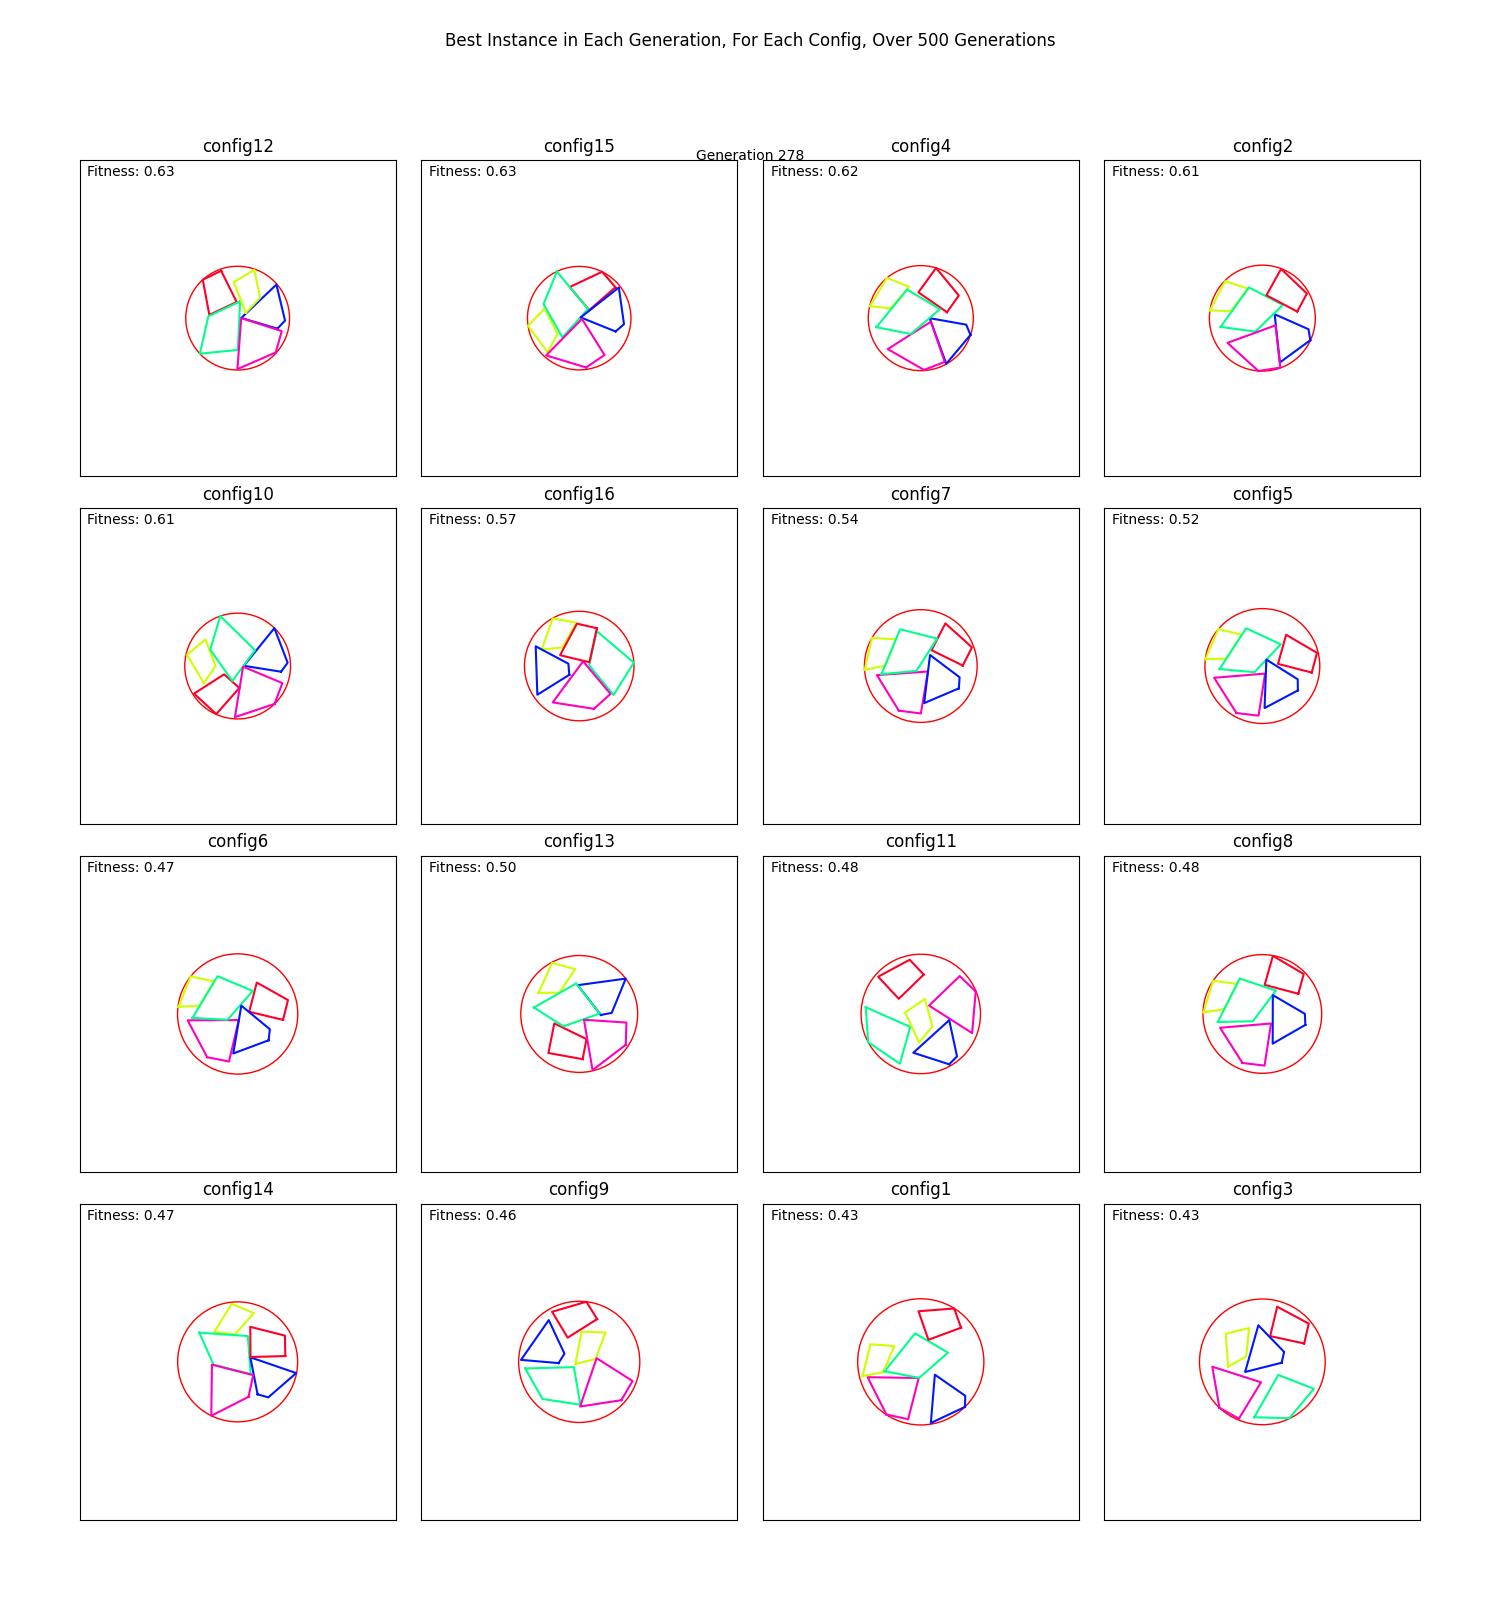 Best Instance in Each Generation, For Each Config, Over 500 Generations
Generation 278
config12
Fitness: 0.63
config15
Fitness: 0.63
config4
Fitness: 0.62
config2
Fitness: 0.61
config10
Fitness: 0.61
config16
Fitness: 0.57
config7
Fitness: 0.54
config5
Fitness: 0.52
config6
Fitness: 0.47
config13
Fitness: 0.50
config11
Fitness: 0.48
config8
Fitness: 0.48
config14
Fitness: 0.47
config9
Fitness: 0.46
config1
Fitness: 0.43
config3
Fitness: 0.43